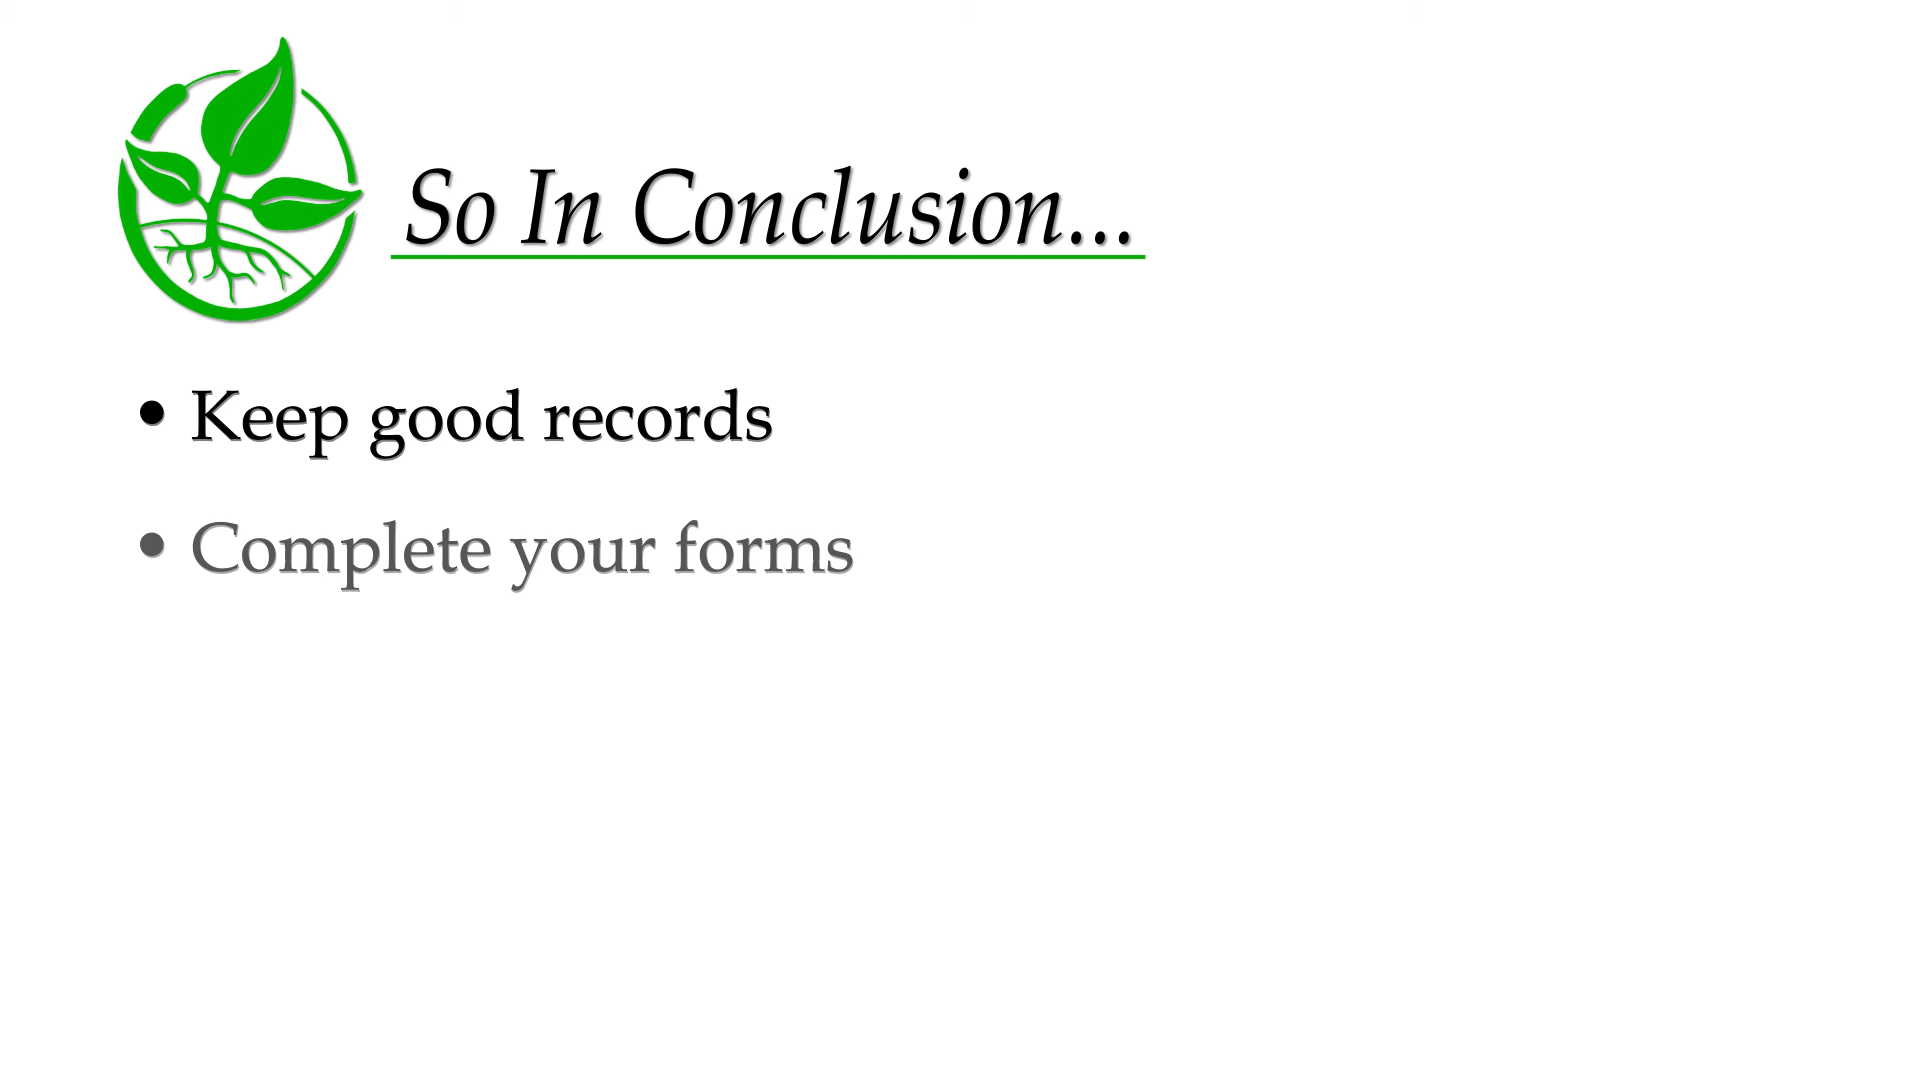 So In Conclusion...
• Keep good records
• Complete your forms